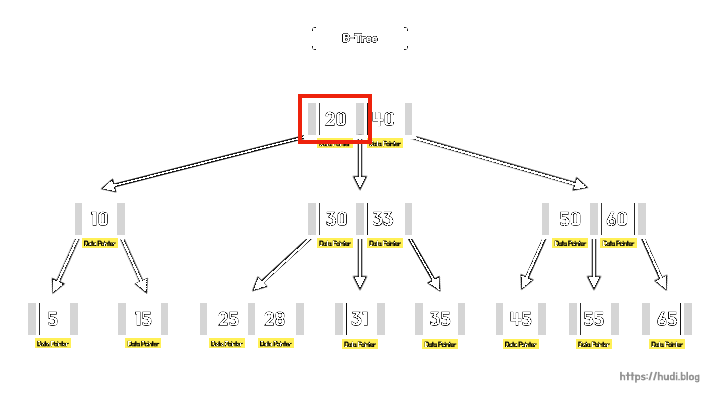 B-Tree
20 40
Data Pointer Data Pointer
10 30 33 50 60
Data Pointer Data Pointer Data Pointer Data Pointer Data Pointer
5 15 25 28 31 35 45 55 65
Data Pointer Data Pointer Data Pointer Data Pointer Data Pointer Data Pointer Data Pointer Data Pointer Data Pointer
https://hudi.blog